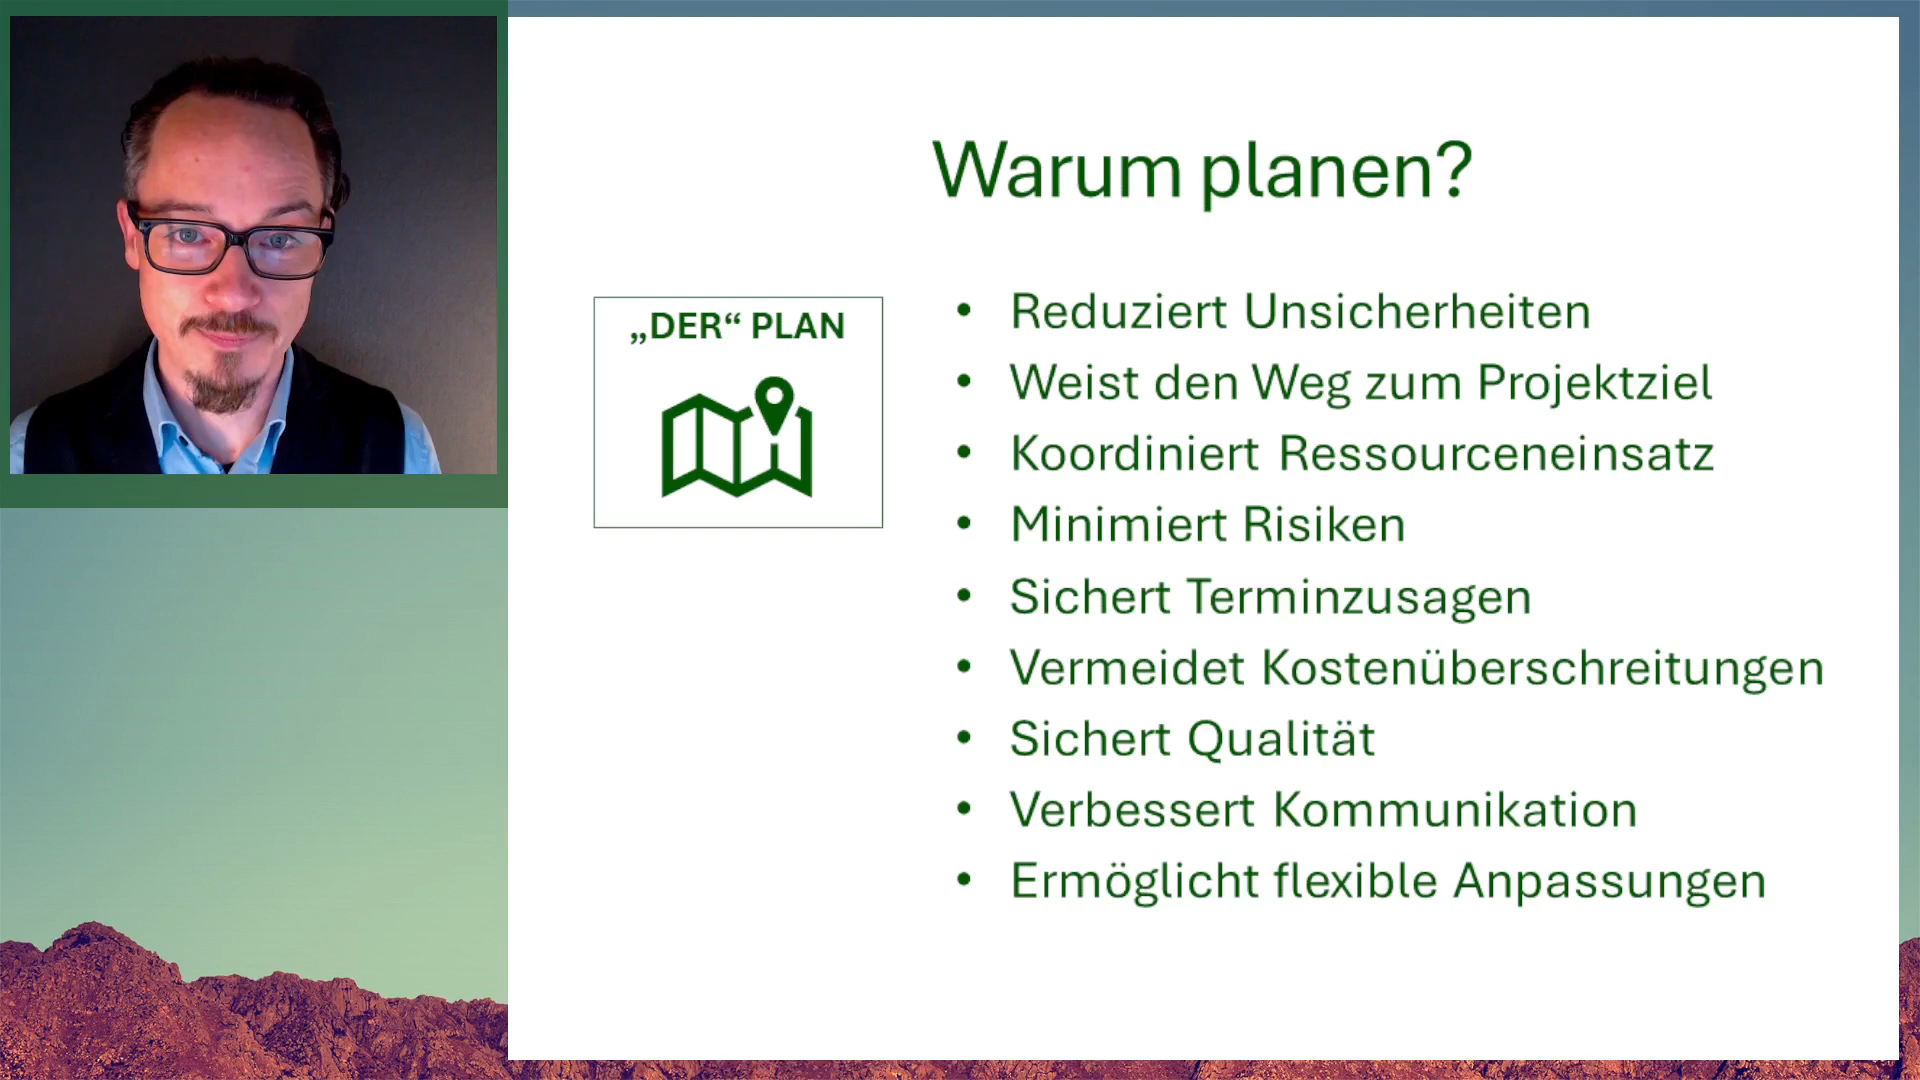 Warum planen?
„DER“ PLAN
• Reduziert Unsicherheiten
• Weist den Weg zum Projektziel
• Koordiniert Ressourceneinsatz
• Minimiert Risiken
• Sichert Terminzusagen
• Vermeidet Kostenüberschreitungen
• Sichert Qualität
• Verbessert Kommunikation
• Ermöglicht flexible Anpassungen